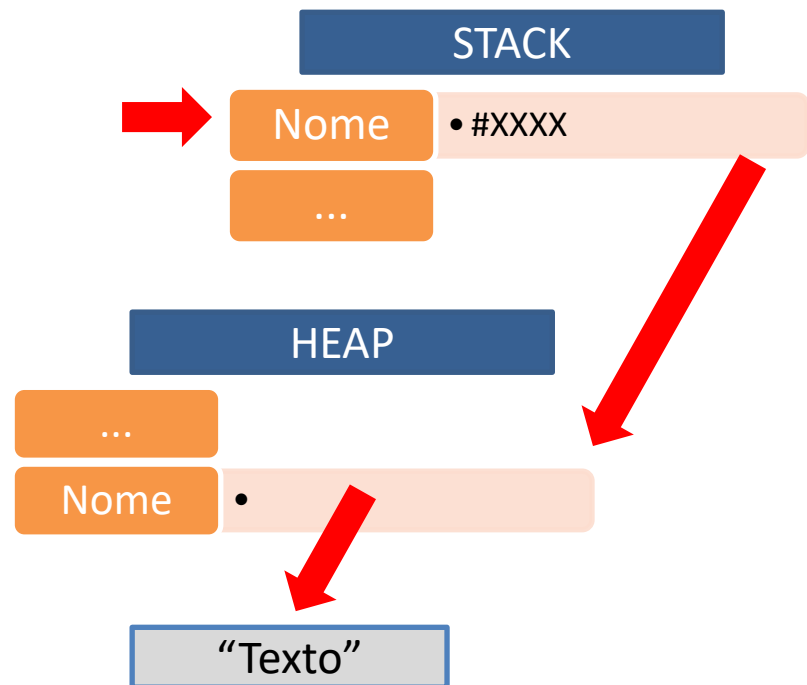 STACK
Nome • #XXXX
...
HEAP
...
Nome •
“Texto”